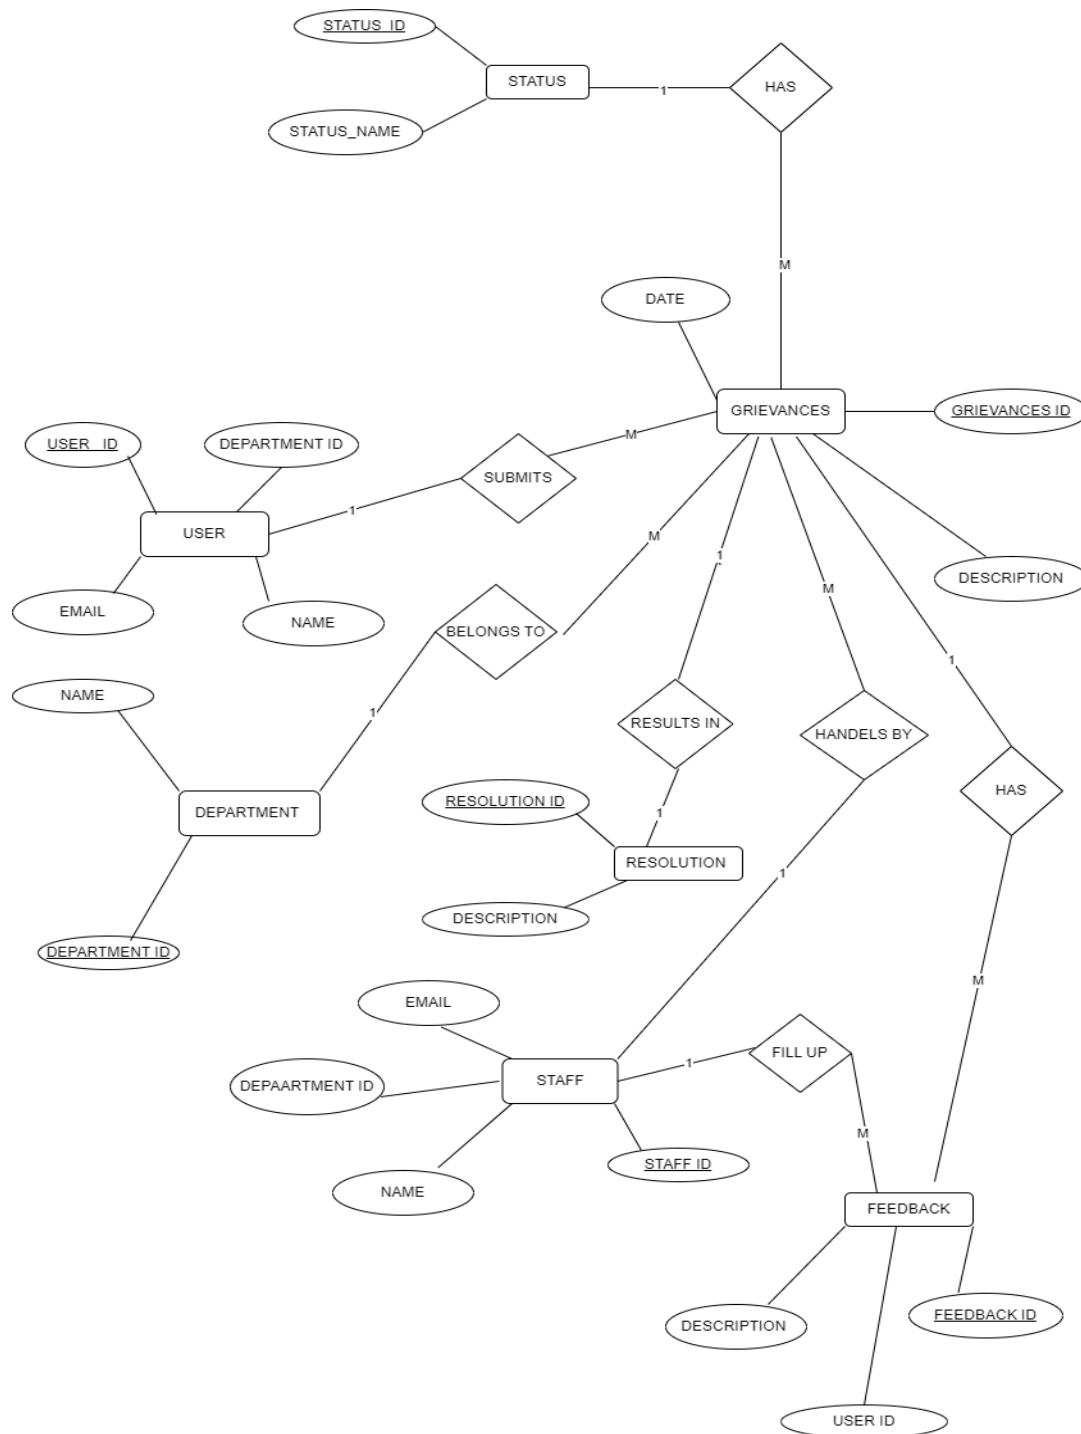 STATUS_ID
STATUS
HAS
1
STATUS_NAME
M
DATE
GRIEVANCES
GRIEVANCES ID
M
USER_ID
DEPARTMENT ID
SUBMITS
1
USER
M
1
DESCRIPTION
M
EMAIL
NAME
BELONGS TO
1
NAME
1
RESULTS IN
HANDELS BY
HAS
RESOLUTION ID
DEPARTMENT
1
RESOLUTION
1
DESCRIPTION
DEPARTMENT ID
M
EMAIL
FILL UP
1
DEPAARTMENT ID
STAFF
M
STAFF ID
NAME
FEEDBACK
FEEDBACK ID
DESCRIPTION
USER ID